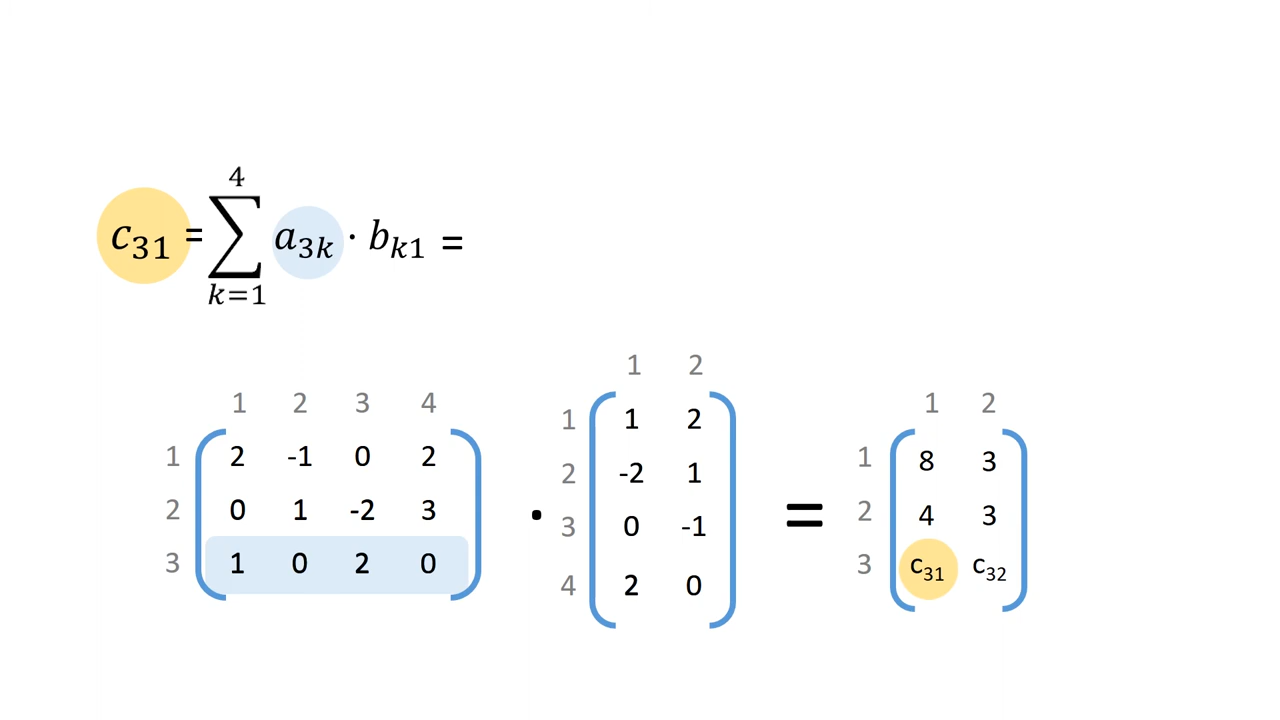 4
c₃₁ = ∑ a₃ₖ · bₖ₁ =
k=1
1 2
1 2 3 4 1 2
1 1 2
1 2 -1 0 2 1 8 3
2 -2 1
2 0 1 -2 3 · = 2 4 3
3 0 -1
3 1 0 2 0 3 c₃₁ c₃₂
4 2 0